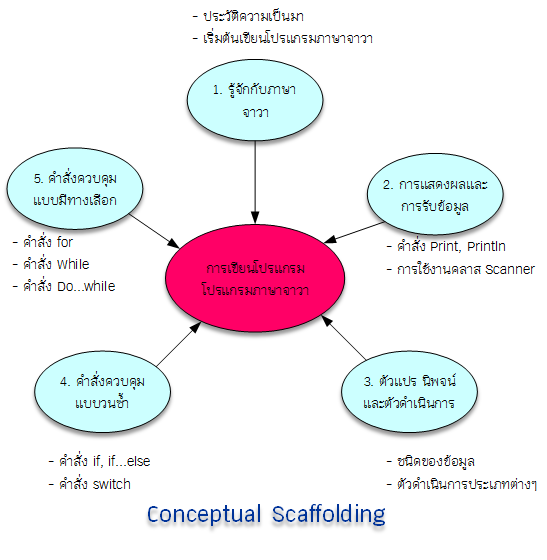 - ประวัติความเป็นมา
- เริ่มต้นเขียนโปรแกรมภาษาจาวา
1. รู้จักกับภาษา
จาวา
5. คำสั่งควบคุม
แบบมีทางเลือก
- คำสั่ง for
- คำสั่ง While
- คำสั่ง Do...while
2. การแสดงผลและ
การรับข้อมูล
- คำสั่ง Print, Println
- การใช้งานคลาส Scanner
การเขียนโปรแกรม
โปรแกรมภาษาจาวา
4. คำสั่งควบคุม
แบบวนซ้ำ
- คำสั่ง if, if...else
- คำสั่ง switch
3. ตัวแปร นิพจน์
และตัวดำเนินการ
- ชนิดของข้อมูล
- ตัวดำเนินการประเภทต่างๆ
Conceptual Scaffolding